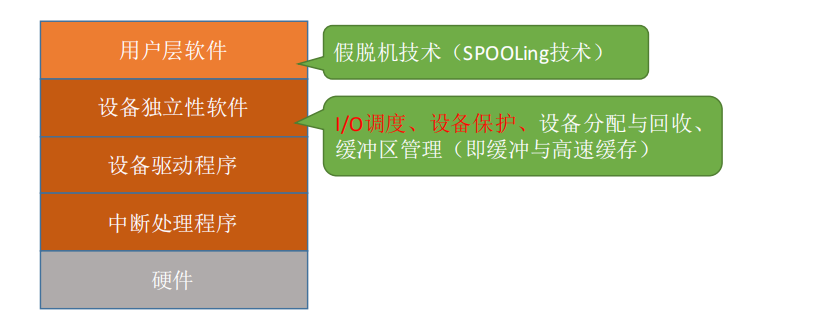 用户层软件
假脱机技术（SPOOLing技术）
设备独立性软件
I/O调度、设备保护、设备分配与回收、
缓冲区管理（即缓冲与高速缓存）
设备驱动程序
中断处理程序
硬件